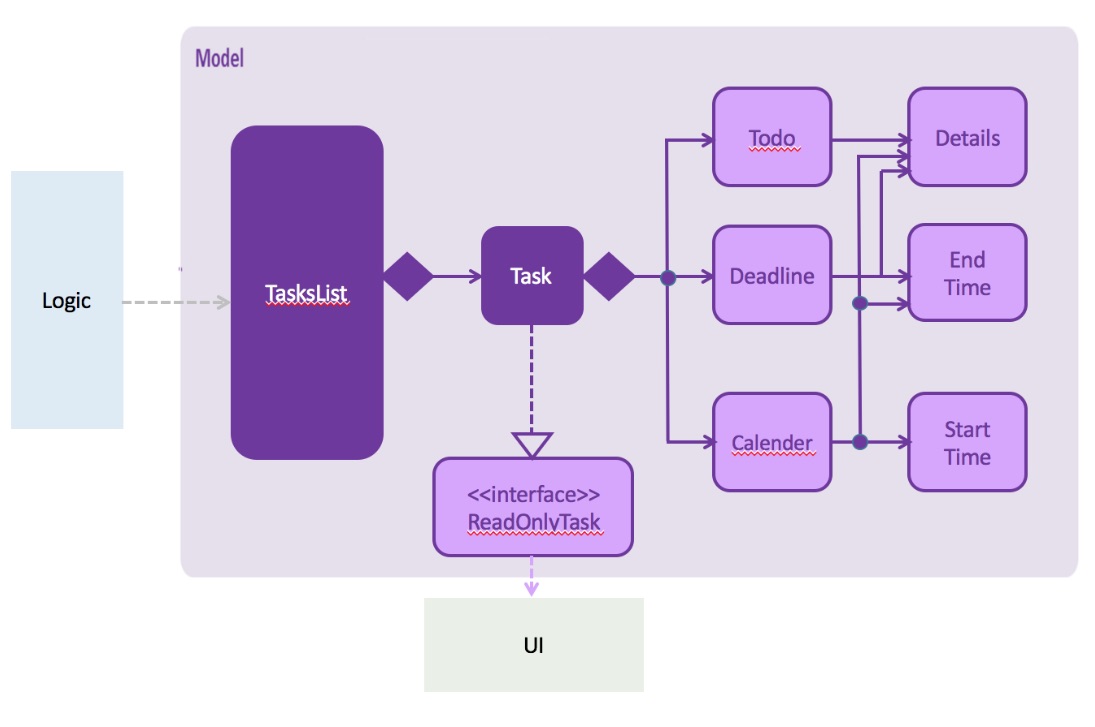 Model
Logic
TasksList
Task
<<interface>>
ReadOnlyTask
Todo
Deadline
Calender
Details
End
Time
Start
Time
UI